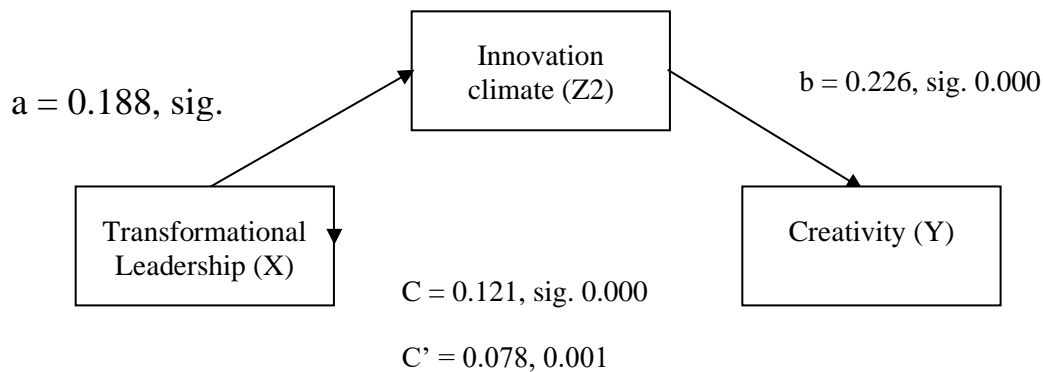 Innovation
climate (Z2)
a = 0.188, sig.
b = 0.226, sig. 0.000
Transformational
Leadership (X)
Creativity (Y)
C = 0.121, sig. 0.000
C’ = 0.078, 0.001